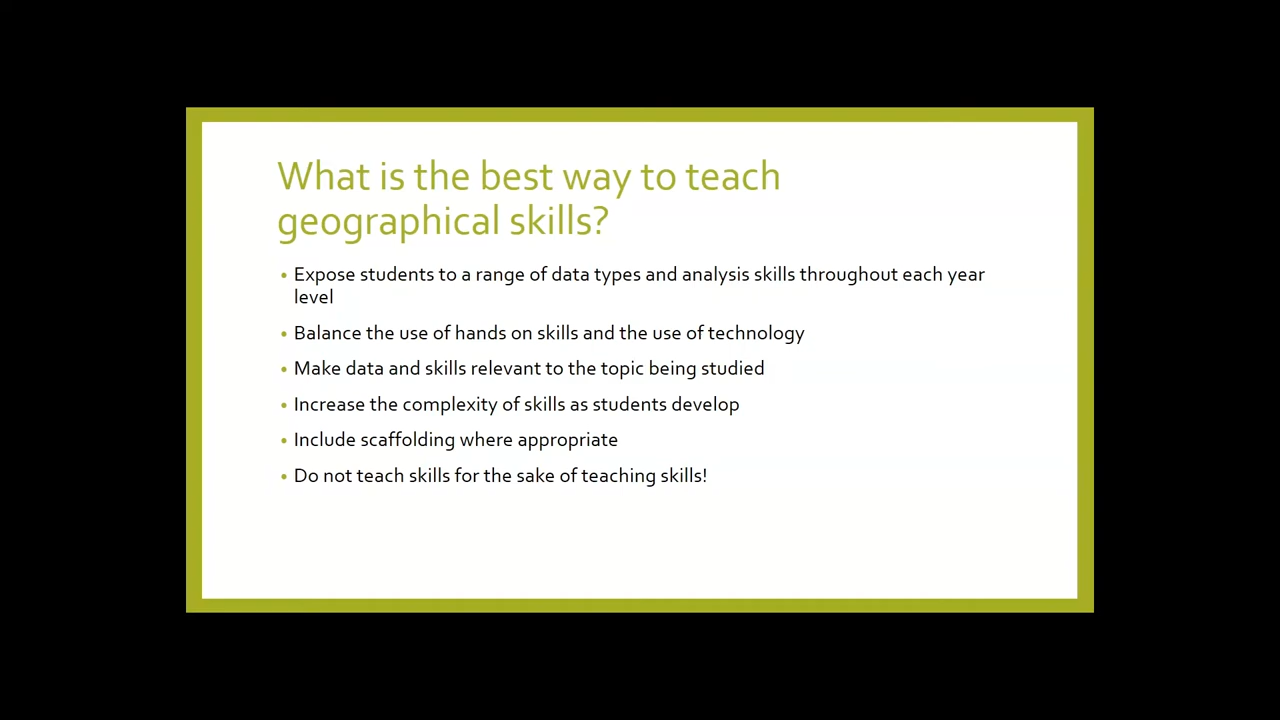 What is the best way to teach
geographical skills?
• Expose students to a range of data types and analysis skills throughout each year
level
• Balance the use of hands on skills and the use of technology
• Make data and skills relevant to the topic being studied
• Increase the complexity of skills as students develop
• Include scaffolding where appropriate
• Do not teach skills for the sake of teaching skills!